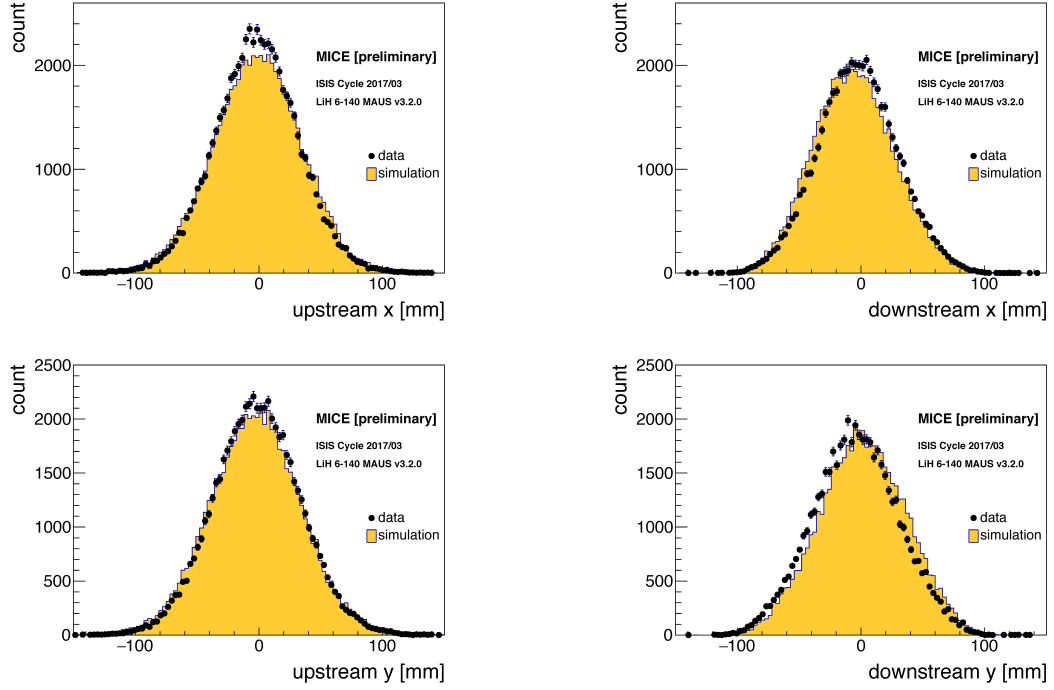 count
2000
1000
0
MICE [preliminary]
ISIS Cycle 2017/03
LiH 6-140 MAUS v3.2.0
data
simulation
−100 0 100
upstream x [mm]
count
2000
1000
0
MICE [preliminary]
ISIS Cycle 2017/03
LiH 6-140 MAUS v3.2.0
data
simulation
−100 0 100
downstream x [mm]
count
2500
2000
1500
1000
500
0
MICE [preliminary]
ISIS Cycle 2017/03
LiH 6-140 MAUS v3.2.0
data
simulation
−100 0 100
upstream y [mm]
count
2500
2000
1500
1000
500
0
MICE [preliminary]
ISIS Cycle 2017/03
LiH 6-140 MAUS v3.2.0
data
simulation
−100 0 100
downstream y [mm]